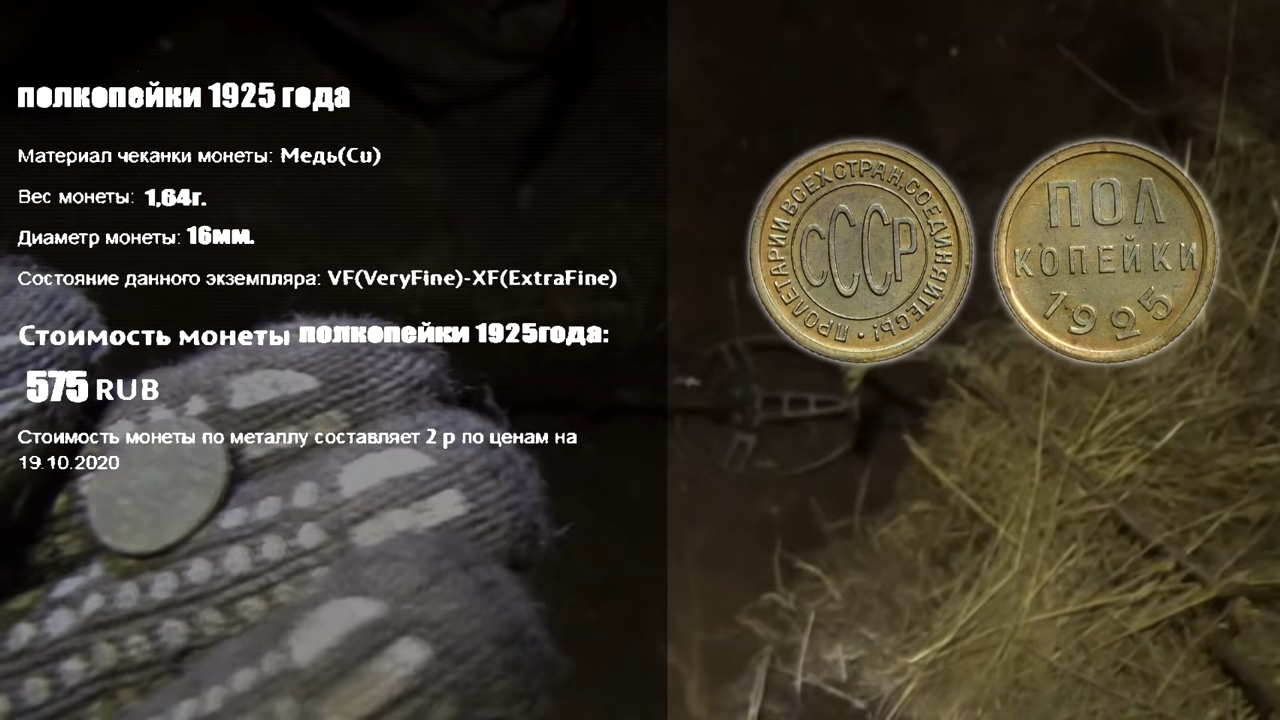 полкопейки 1925 года
Материал чеканки монеты: Медь(Cu)
Вес монеты: 1,64г.
Диаметр монеты: 16мм.
Состояние данного экземпляра: VF(VeryFine)-XF(ExtraFine)
Стоимость монеты полкопейки 1925года:
575 RUB
Стоимость монеты по металлу составляет 2 р по ценам на
19.10.2020
ПРОЛЕТАРИИ ВСЕХ СТРАН, СОЕДИНЯЙТЕСЬ!
СССР
ПОЛ
КОПЕЙКИ
1925